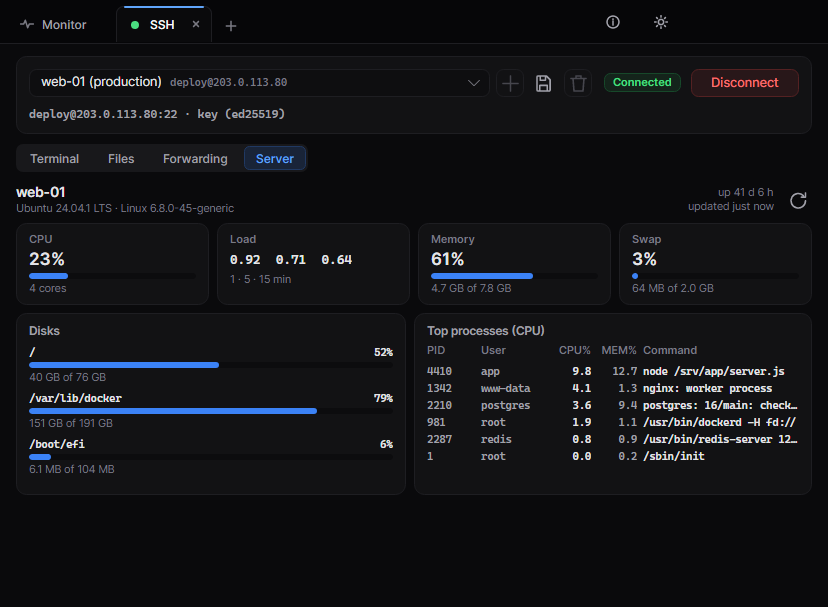 Monitor
SSH
web-01 (production) deploy@203.0.113.80
Connected
Disconnect
deploy@203.0.113.80:22 · key (ed25519)
Terminal Files Forwarding Server
web-01
Ubuntu 24.04.1 LTS · Linux 6.8.0-45-generic
up 41 d 6 h
updated just now
CPU
23%
4 cores
Load
0.92 0.71 0.64
1 · 5 · 15 min
Memory
61%
4.7 GB of 7.8 GB
Swap
3%
64 MB of 2.0 GB
Disks
/ 52%
40 GB of 76 GB
/var/lib/docker 79%
151 GB of 191 GB
/boot/efi 6%
6.1 MB of 104 MB
Top processes (CPU)
PID User CPU% MEM% Command
4410 app 9.8 12.7 node /srv/app/server.js
1342 www-data 4.1 1.3 nginx: worker process
2210 postgres 3.6 9.4 postgres: 16/main: check…
981 root 1.9 1.1 /usr/bin/dockerd -H fd://
2287 redis 0.8 0.9 /usr/bin/redis-server 12…
1 root 0.0 0.2 /sbin/init